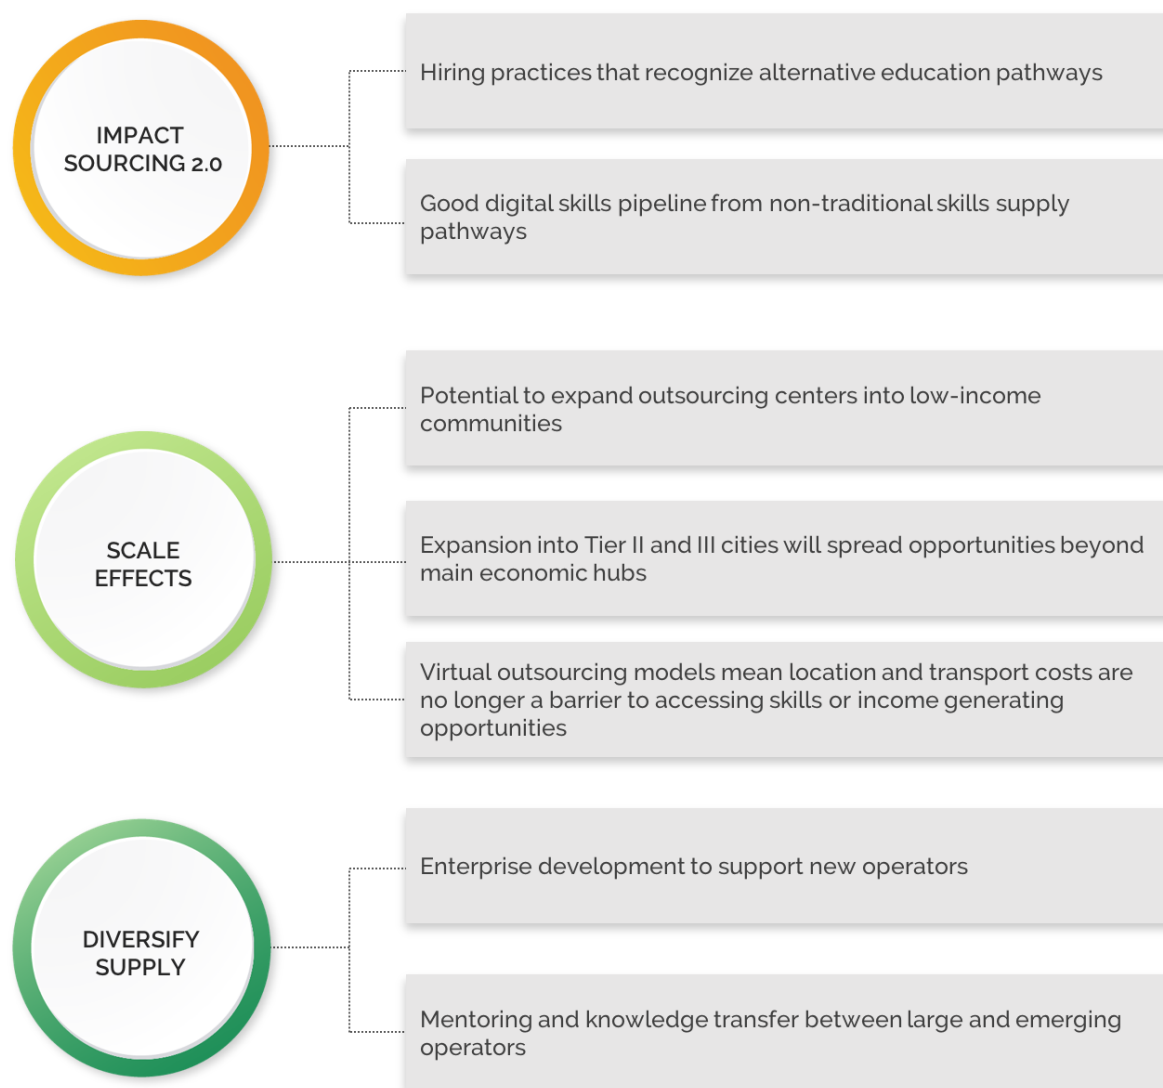 IMPACT
SOURCING 2.0
Hiring practices that recognize alternative education pathways
Good digital skills pipeline from non-traditional skills supply
pathways
SCALE
EFFECTS
Potential to expand outsourcing centers into low-income
communities
Expansion into Tier II and III cities will spread opportunities beyond
main economic hubs
Virtual outsourcing models mean location and transport costs are
no longer a barrier to accessing skills or income generating
opportunities
DIVERSIFY
SUPPLY
Enterprise development to support new operators
Mentoring and knowledge transfer between large and emerging
operators